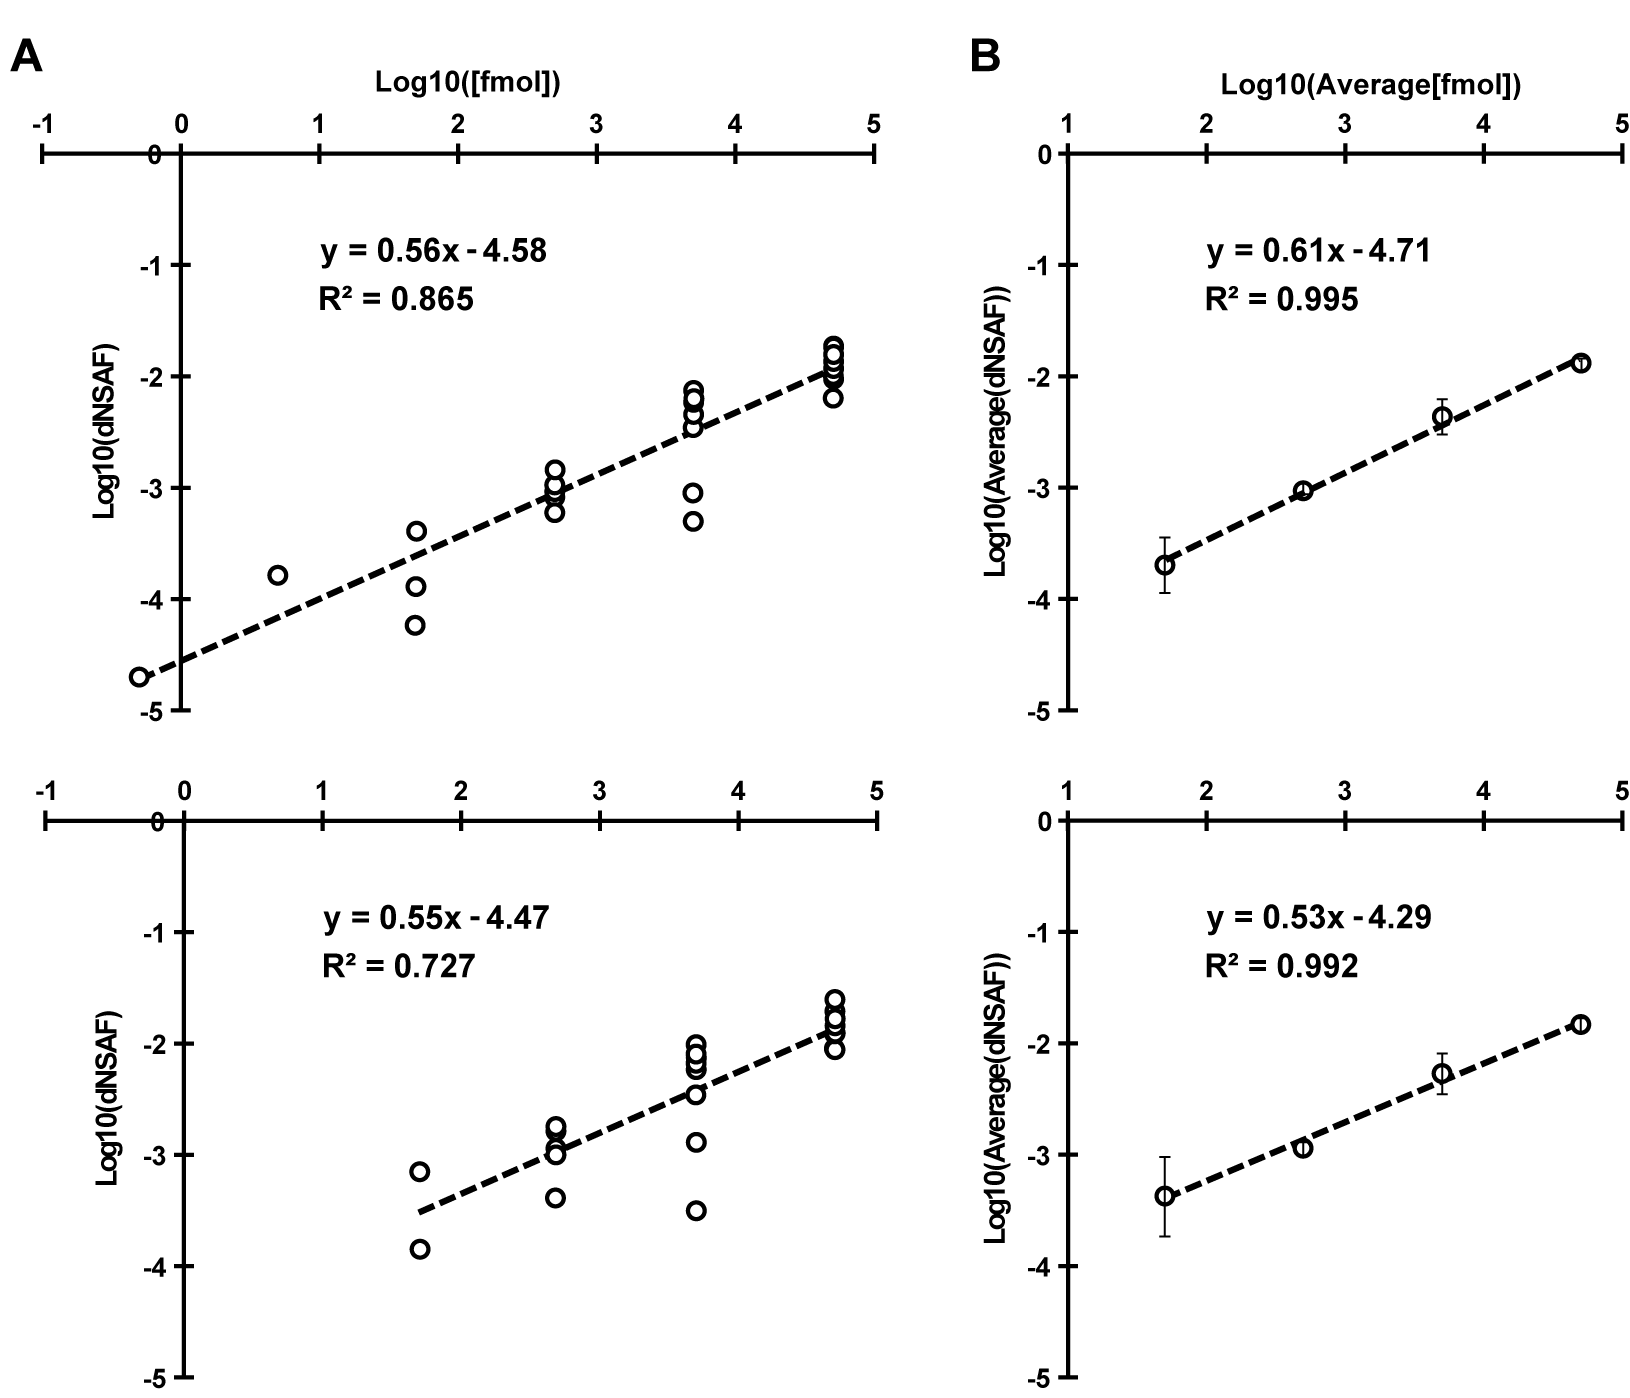 A
Log10([fmol])
-1 0 1 2 3 4 5
0
-1
-2
-3
-4
-5
Log10(dNSAF)
y = 0.56x - 4.58
R² = 0.865
B
Log10(Average[fmol])
1 2 3 4 5
0
-1
-2
-3
-4
-5
Log10(Average(dNSAF))
y = 0.61x - 4.71
R² = 0.995
-1 0 1 2 3 4 5
0
-1
-2
-3
-4
-5
Log10(dNSAF)
y = 0.55x - 4.47
R² = 0.727
1 2 3 4 5
0
-1
-2
-3
-4
-5
Log10(Average(dNSAF))
y = 0.53x - 4.29
R² = 0.992